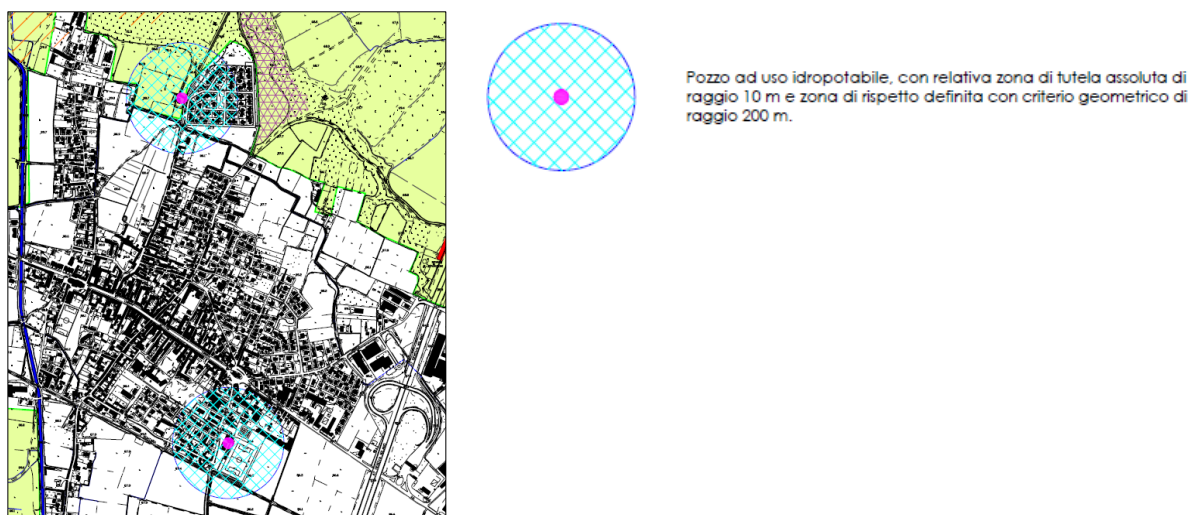 Pozzo ad uso idropotabile, con relativa zona di tutela assoluta di
raggio 10 m e zona di rispetto definita con criterio geometrico di
raggio 200 m.